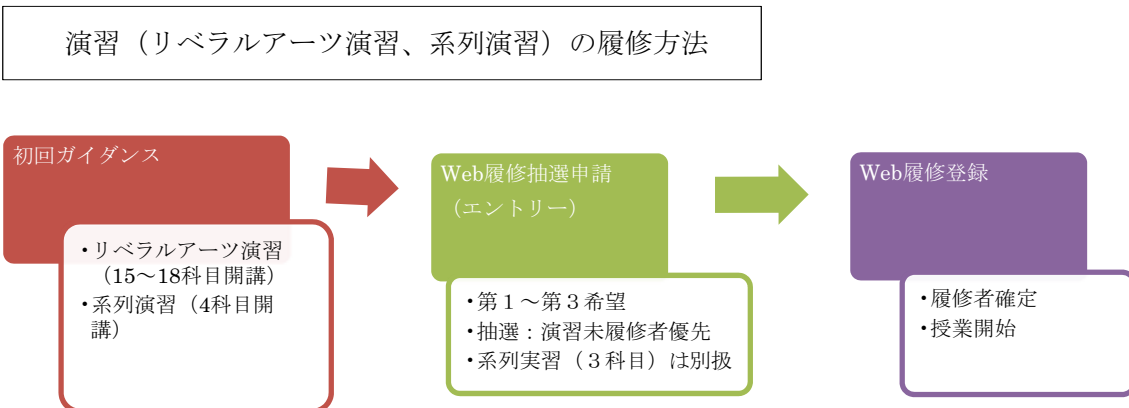 演習（リベラルアーツ演習、系列演習）の履修方法
初回ガイダンス
・リベラルアーツ演習
（15～18科目開講）
・系列演習（4科目開
講）
Web履修抽選申請
（エントリー）
・第１～第３希望
・抽選：演習未履修者優先
・系列実習（３科目）は別扱
Web履修登録
・履修者確定
・授業開始